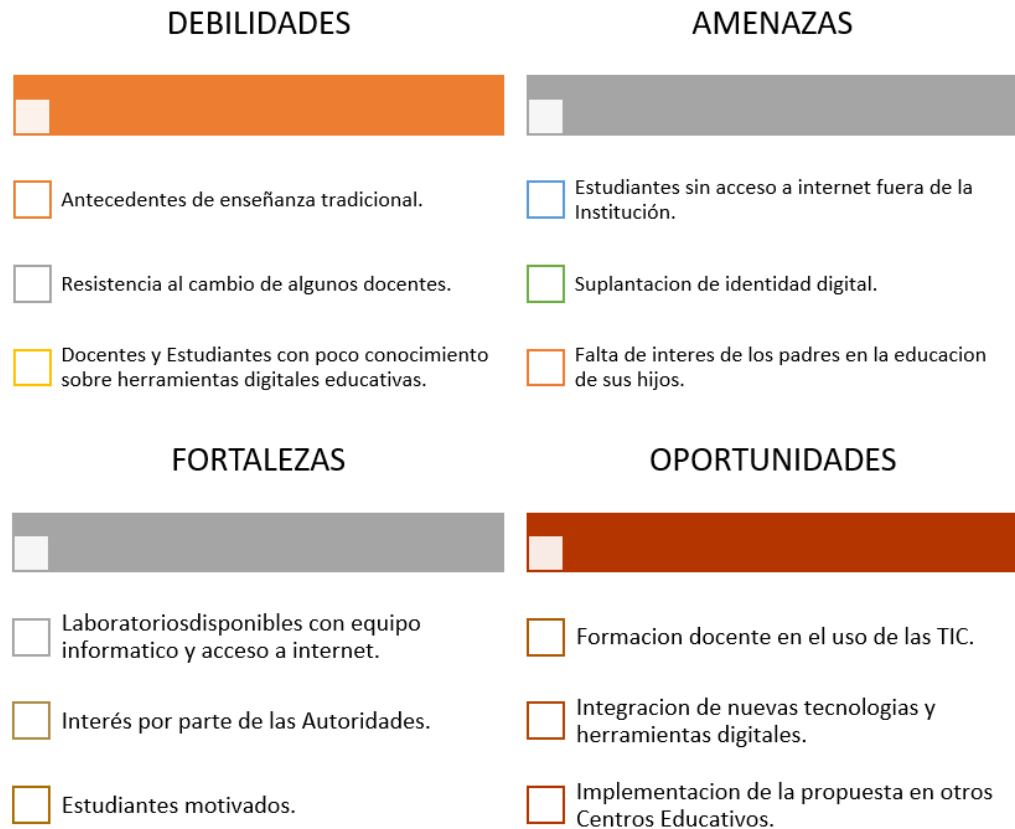 DEBILIDADES
Antecedentes de enseñanza tradicional.
Resistencia al cambio de algunos docentes.
Docentes y Estudiantes con poco conocimiento
sobre herramientas digitales educativas.
AMENAZAS
Estudiantes sin acceso a internet fuera de la
Institución.
Suplantacion de identidad digital.
Falta de interes de los padres en la educacion
de sus hijos.
FORTALEZAS
Laboratoriosdisponibles con equipo
informatico y acceso a internet.
Interés por parte de las Autoridades.
Estudiantes motivados.
OPORTUNIDADES
Formacion docente en el uso de las TIC.
Integracion de nuevas tecnologias y
herramientas digitales.
Implementacion de la propuesta en otros
Centros Educativos.